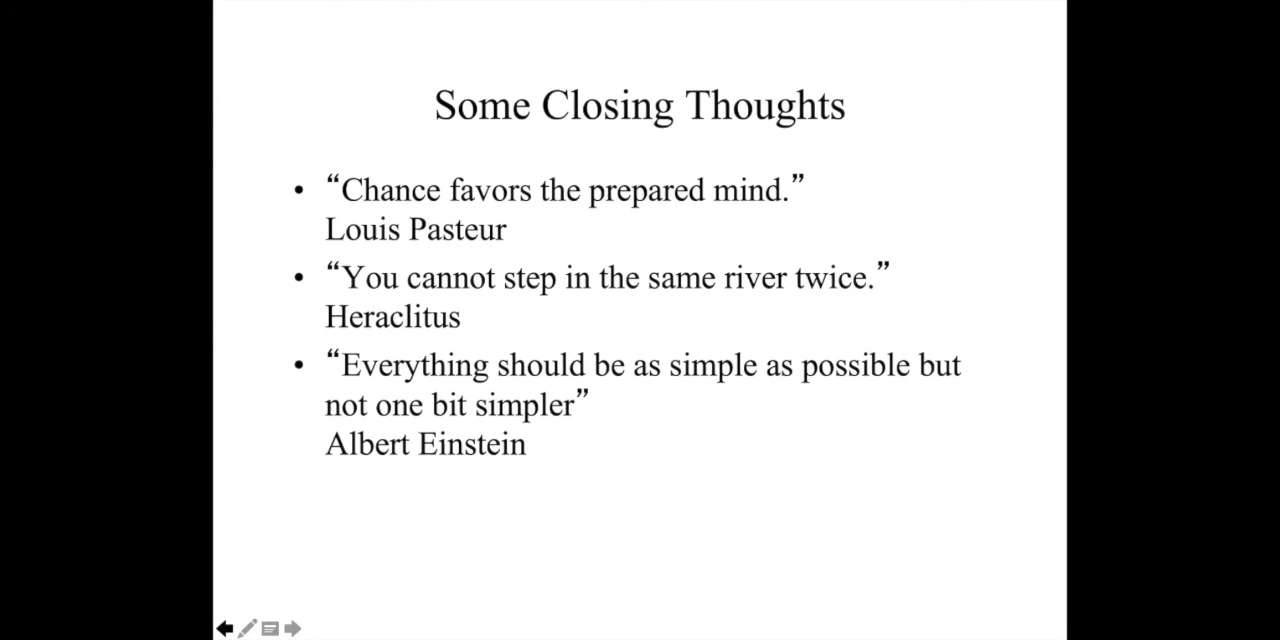 Some Closing Thoughts
• “Chance favors the prepared mind.”
Louis Pasteur
• “You cannot step in the same river twice.”
Heraclitus
• “Everything should be as simple as possible but
not one bit simpler”
Albert Einstein